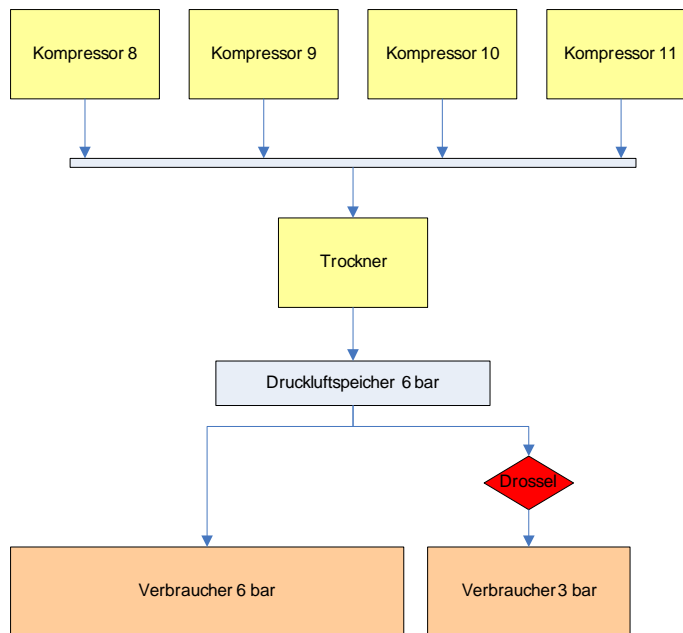 Kompressor 8
Kompressor 9
Kompressor 10
Kompressor 11
Trockner
Druckluftspeicher 6 bar
Drossel
Verbraucher 6 bar
Verbraucher 3 bar